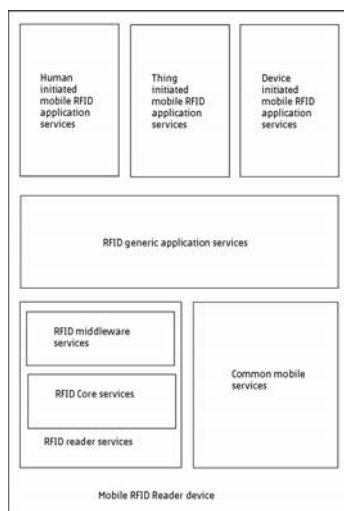 Human
initiated
mobile RFID
application
services
Thing
initiated
mobile RFID
application
services
Device
initiated
mobile RFID
application
services
RFID generic application services
RFID middleware
services
RFID Core services
RFID reader services
Common mobile
services
Mobile RFID Reader device